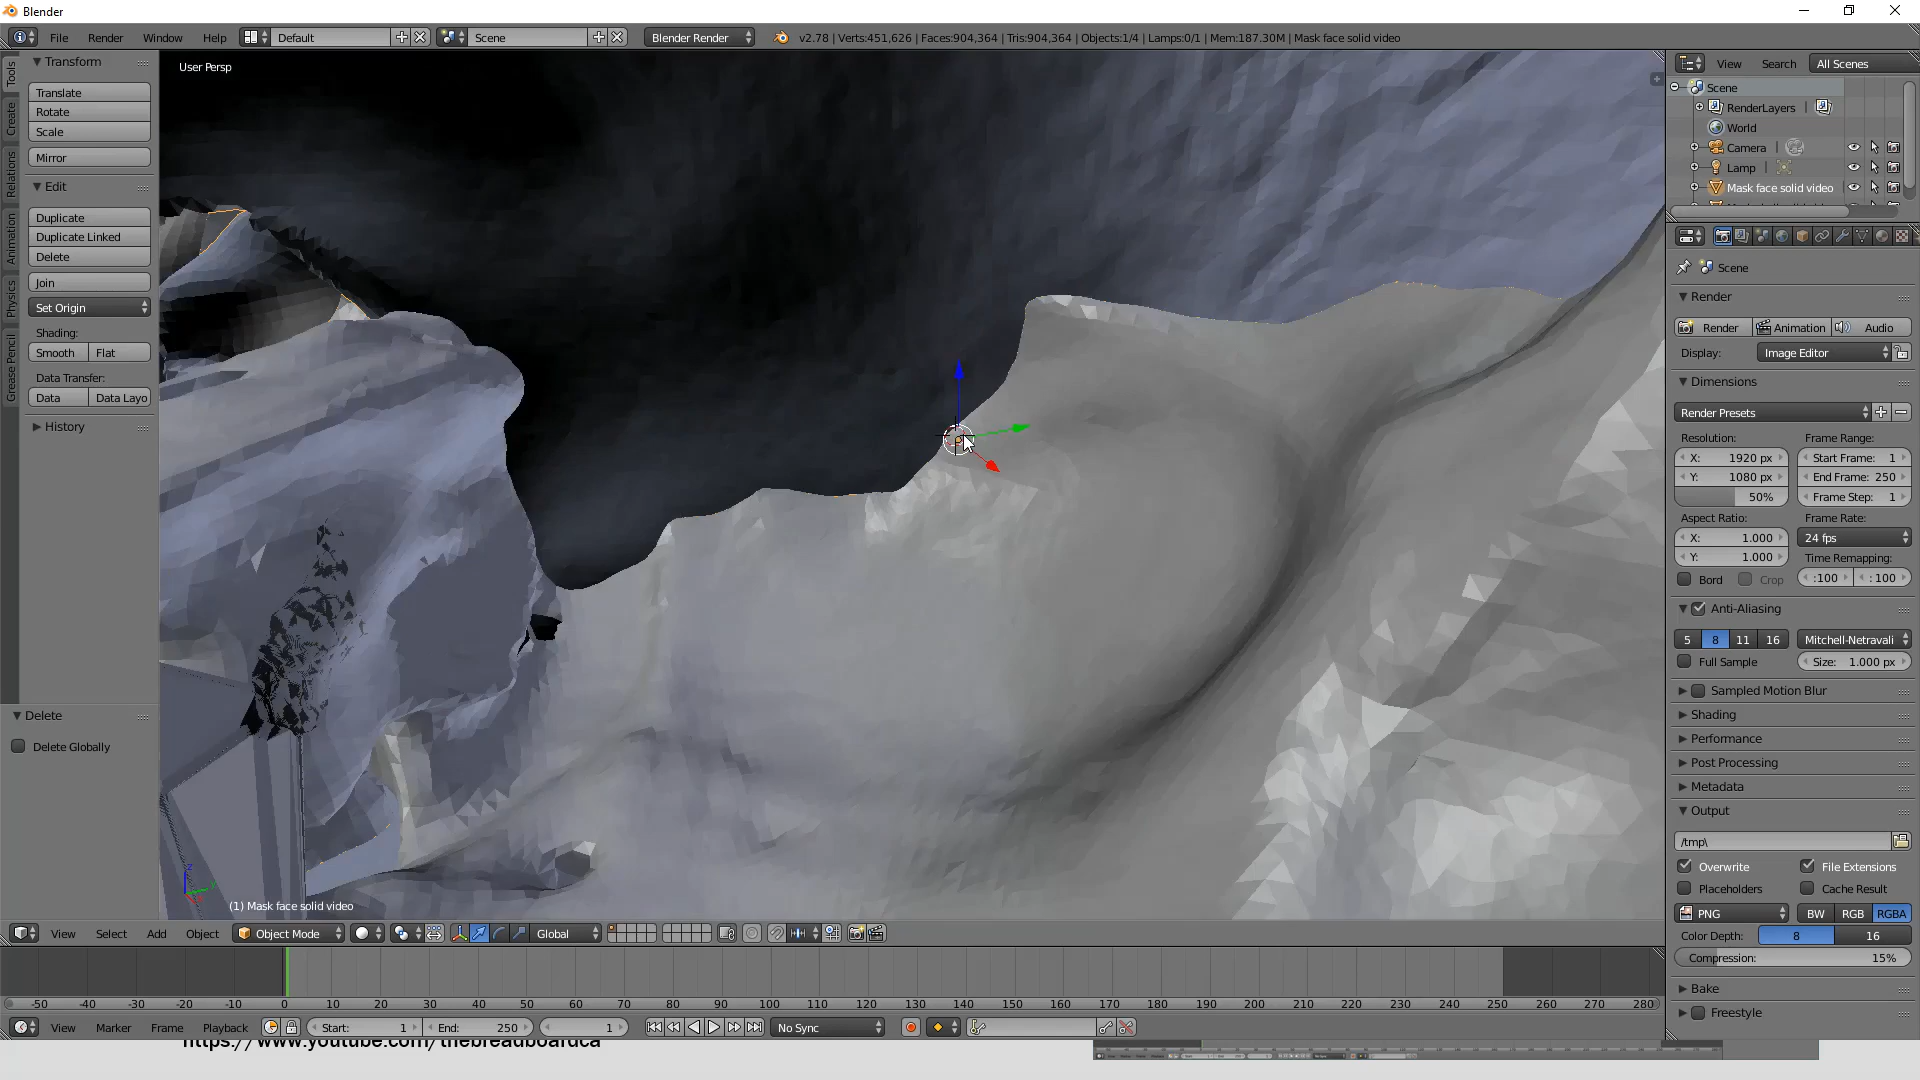 Blender
File Render Window Help Default Scene Blender Render v2.78 | Verts:451,626 | Faces:904,364 | Tris:904,364 | Objects:1/4 | Lamps:0/1 | Mem:187.30M | Mask face solid video
Tools
Create
Relations
Animation
Physics
Grease Pencil
Transform
Translate
Rotate
Scale
Mirror
Edit
Duplicate
Duplicate Linked
Delete
Join
Set Origin
Shading:
Smooth Flat
Data Transfer:
Data Data Layo
History
Delete
Delete Globally
User Persp
(1) Mask face solid video
View Select Add Object Object Mode Global
-50 -40 -30 -20 -10 0 10 20 30 40 50 60 70 80 90 100 110 120 130 140 150 160 170 180 190 200 210 220 230 240 250 260 270 280
View Marker Frame Playback Start: 1 End: 250 1 No Sync
View Search All Scenes
Scene
RenderLayers
World
Camera
Lamp
Mask face solid video
Scene
Render
Render Animation Audio
Display: Image Editor
Dimensions
Render Presets
Resolution: Frame Range:
X: 1920 px Start Frame: 1
Y: 1080 px End Frame: 250
50% Frame Step: 1
Aspect Ratio: Frame Rate:
X: 1.000 24 fps
Y: 1.000 Time Remapping:
Bord Crop :100 : 100
Anti-Aliasing
5 8 11 16 Mitchell-Netravali
Full Sample Size: 1.000 px
Sampled Motion Blur
Shading
Performance
Post Processing
Metadata
Output
/tmp\
Overwrite File Extensions
Placeholders Cache Result
PNG BW RGB RGBA
Color Depth: 8 16
Compression: 15%
Bake
Freestyle
https://www.youtube.com/thebreadboardca